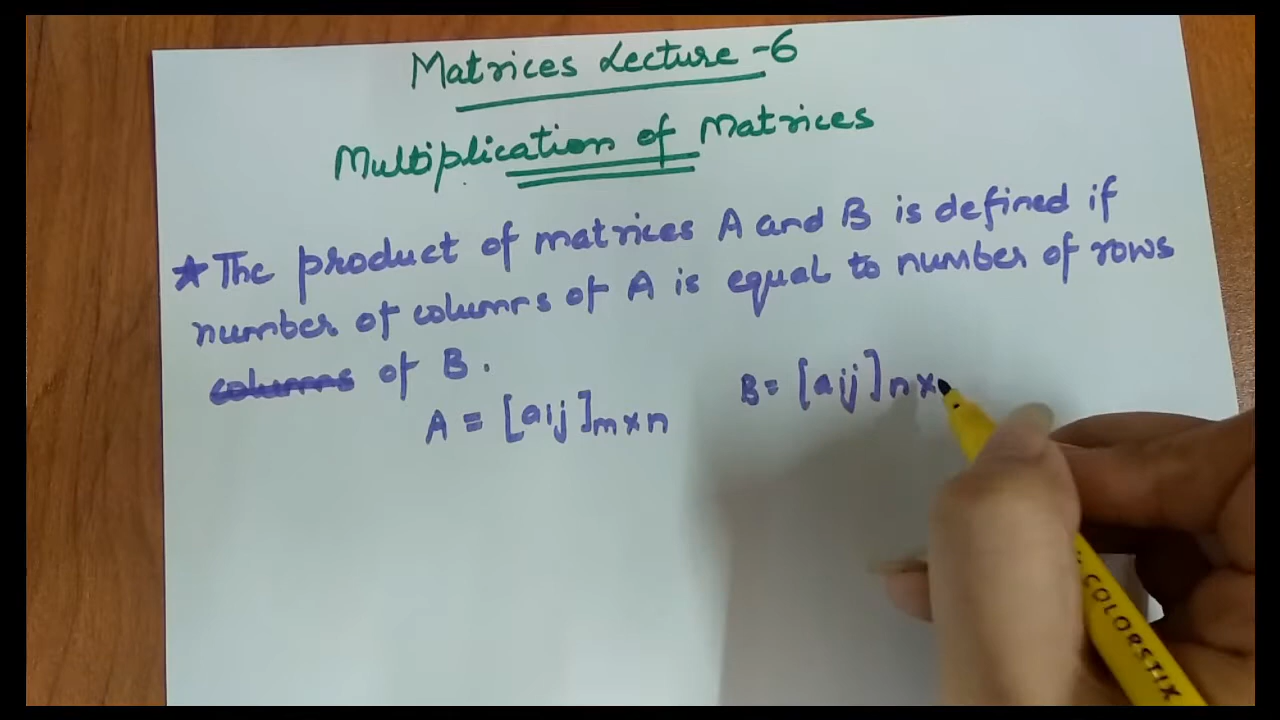 Matrices Lecture -6
Multiplication of Matrices
★ The product of matrices A and B is defined if
number of columns of A is equal to number of rows
columns of B.
A = [aij]m×n
B = [aij]n×
COLORSTIX